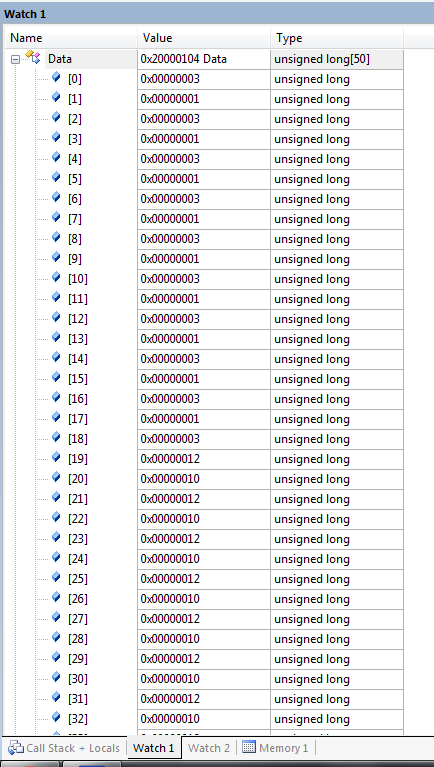 Watch 1
Name Value Type
Data 0x20000104 Data unsigned long[50]
[0] 0x00000003 unsigned long
[1] 0x00000001 unsigned long
[2] 0x00000003 unsigned long
[3] 0x00000001 unsigned long
[4] 0x00000003 unsigned long
[5] 0x00000001 unsigned long
[6] 0x00000003 unsigned long
[7] 0x00000001 unsigned long
[8] 0x00000003 unsigned long
[9] 0x00000001 unsigned long
[10] 0x00000003 unsigned long
[11] 0x00000001 unsigned long
[12] 0x00000003 unsigned long
[13] 0x00000001 unsigned long
[14] 0x00000003 unsigned long
[15] 0x00000001 unsigned long
[16] 0x00000003 unsigned long
[17] 0x00000001 unsigned long
[18] 0x00000003 unsigned long
[19] 0x00000012 unsigned long
[20] 0x00000010 unsigned long
[21] 0x00000012 unsigned long
[22] 0x00000010 unsigned long
[23] 0x00000012 unsigned long
[24] 0x00000010 unsigned long
[25] 0x00000012 unsigned long
[26] 0x00000010 unsigned long
[27] 0x00000012 unsigned long
[28] 0x00000010 unsigned long
[29] 0x00000012 unsigned long
[30] 0x00000010 unsigned long
[31] 0x00000012 unsigned long
[32] 0x00000010 unsigned long
Call Stack + Locals Watch 1 Watch 2 Memory 1